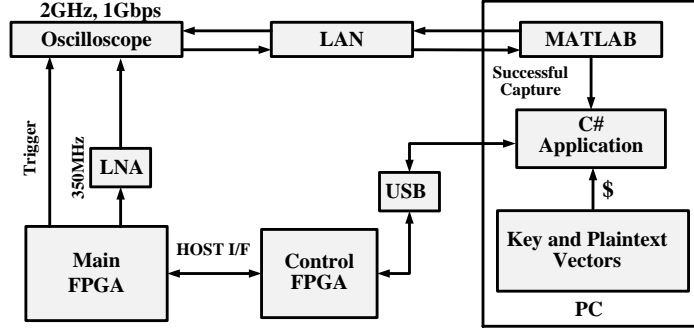 2GHz, 1Gbps
Oscilloscope
LAN
MATLAB
Successful
Capture
C#
Application
Trigger
350MHz
LNA
USB
$
Main
FPGA
HOST I/F
Control
FPGA
Key and Plaintext
Vectors
PC